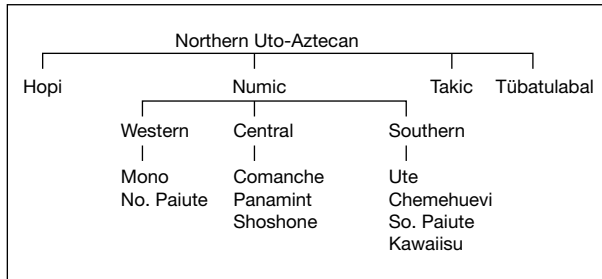 Northern Uto-Aztecan
Hopi Numic Takic Tübatulabal
Western Central Southern
Mono Comanche Ute
No. Paiute Panamint Chemehuevi
Shoshone So. Paiute
Kawaiisu